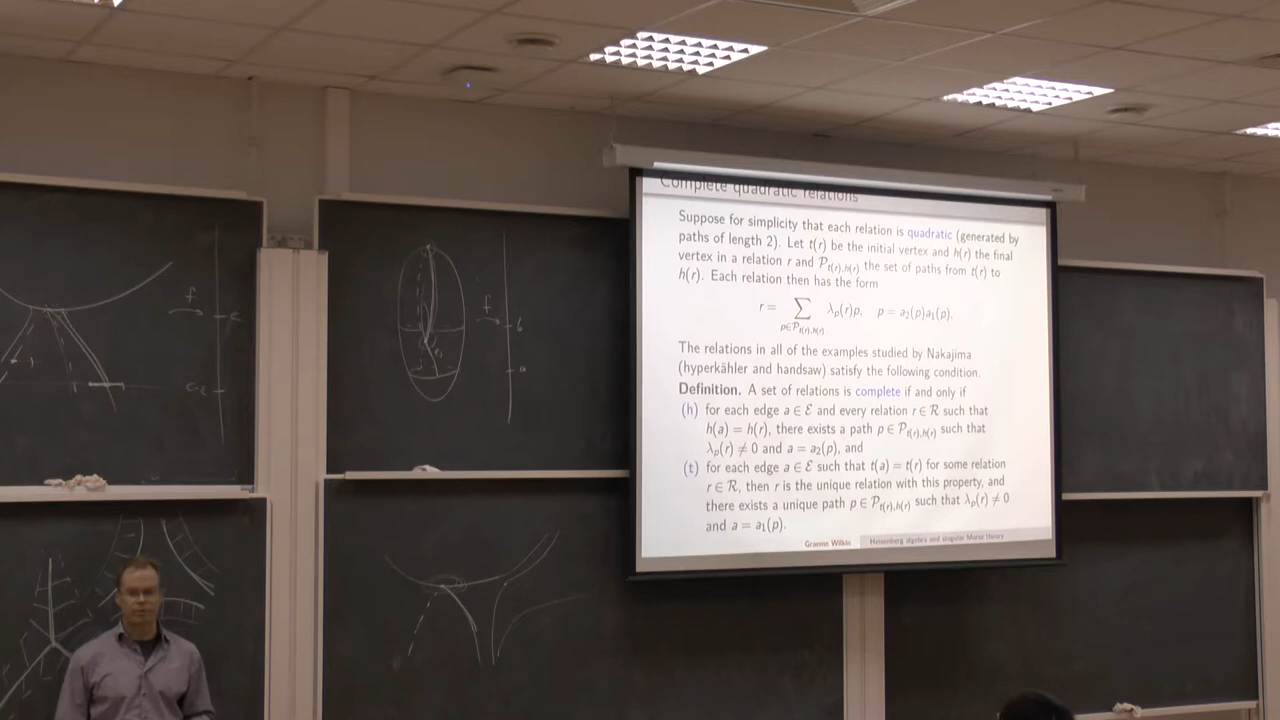 f
c
c-ε
f
b
a
Complete quadratic relations
Suppose for simplicity that each relation is quadratic (generated by
paths of length 2). Let t(r) be the initial vertex and h(r) the final
vertex in a relation r and P_{t(r),h(r)} the set of paths from t(r) to
h(r). Each relation then has the form
r = ∑_{p∈P_{t(r),h(r)}} λ_p(r)p, p = a₂(p)a₁(p).
The relations in all of the examples studied by Nakajima
(hyperkähler and handsaw) satisfy the following condition.
Definition. A set of relations is complete if and only if
(h) for each edge a ∈ E and every relation r ∈ R such that
h(a) = h(r), there exists a path p ∈ P_{t(r),h(r)} such that
λ_p(r) ≠ 0 and a = a₂(p), and
(t) for each edge a ∈ E such that t(a) = t(r) for some relation
r ∈ R, then r is the unique relation with this property, and
there exists a unique path p ∈ P_{t(r),h(r)} such that λ_p(r) ≠ 0
and a = a₁(p).
Graeme Wilkin Heisenberg algebra and singular Morse theory